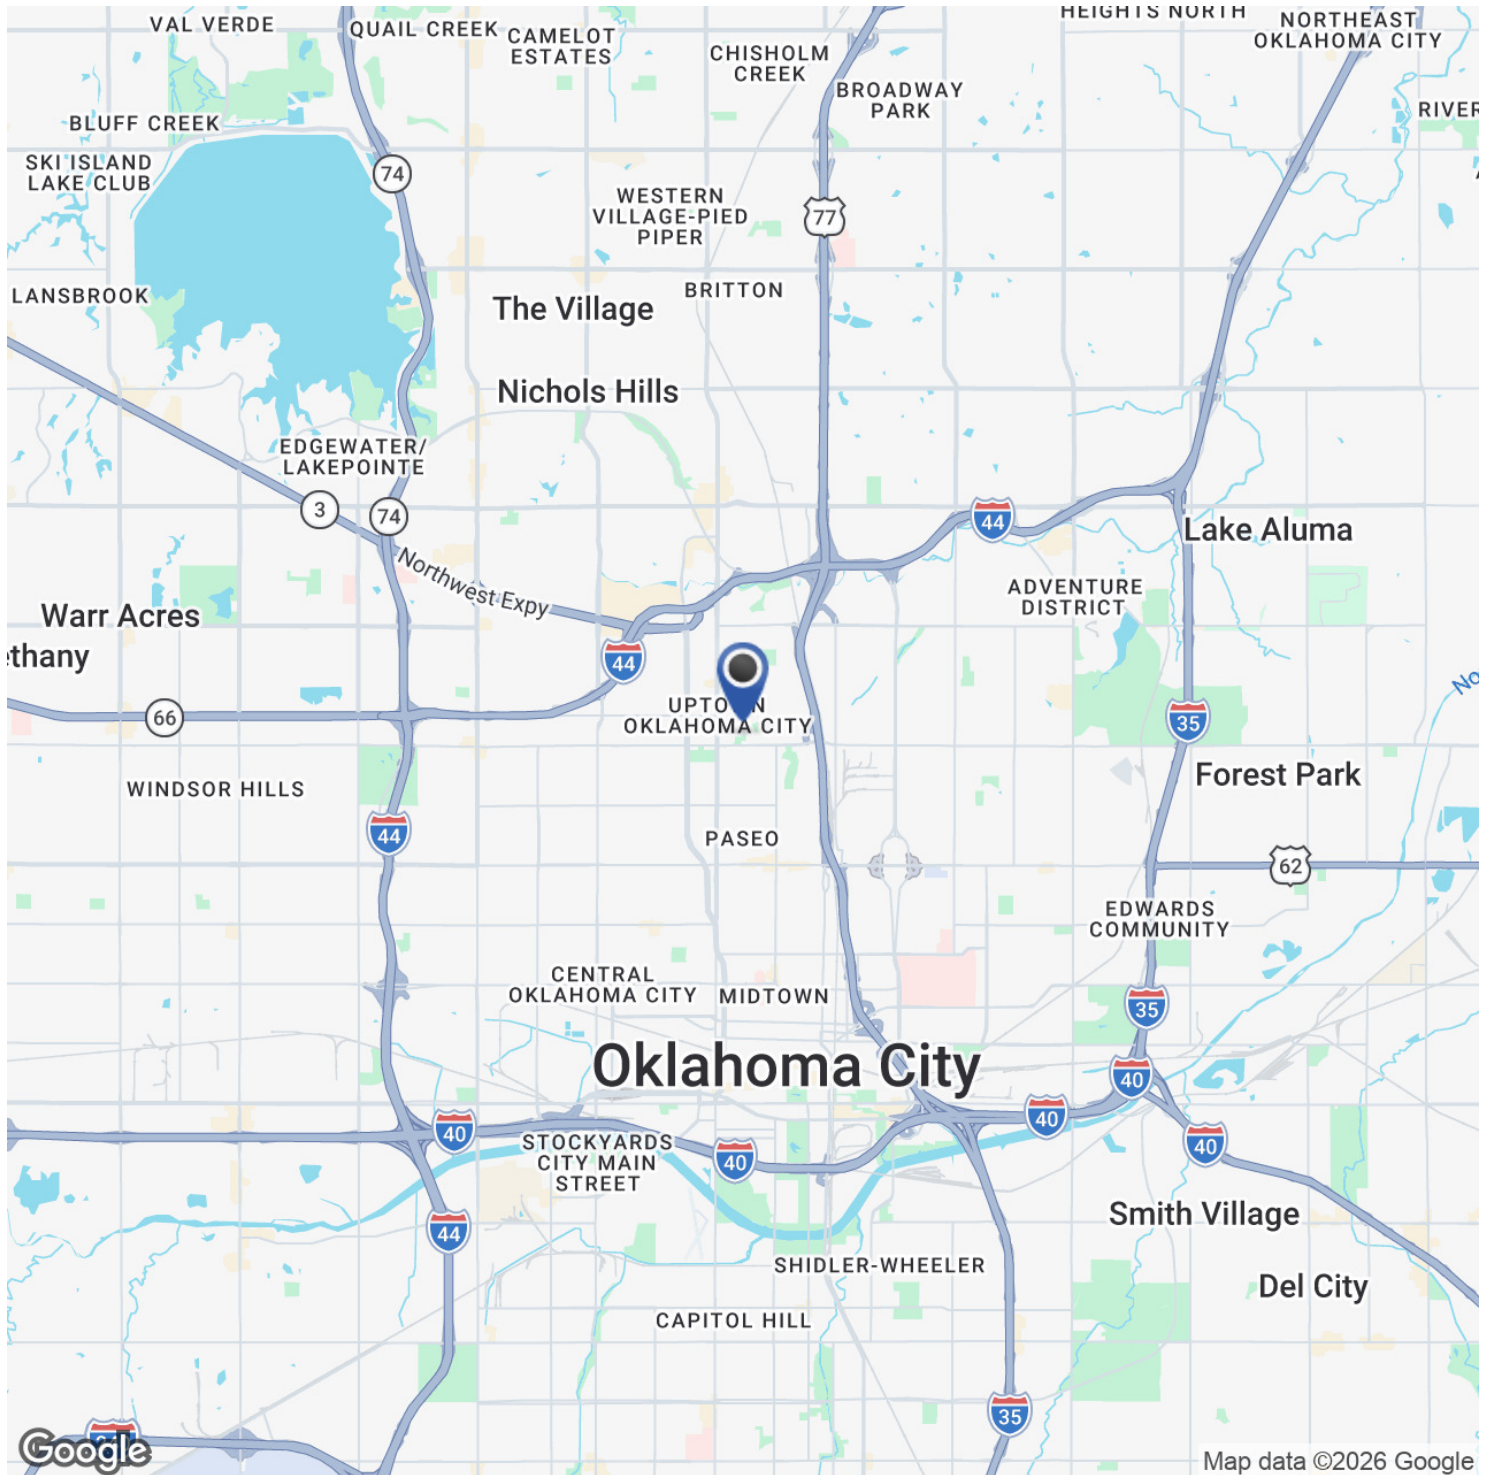 HEIGHTS NORTH
VAL VERDE
QUAIL CREEK
CAMELOT
ESTATES
NORTHEAST
OKLAHOMA CITY
CHISHOLM
CREEK
BROADWAY
PARK
BLUFF CREEK
RIVER
SKI ISLAND
LAKE CLUB
74
WESTERN
VILLAGE-PIED
PIPER
77
LANSBROOK
BRITTON
The Village
Nichols Hills
EDGEWATER/
LAKEPOINTE
3
74
44
Lake Aluma
Northwest Expy
ADVENTURE
DISTRICT
Warr Acres
ethany
44
No
66
UPTOWN
OKLAHOMA CITY
35
Forest Park
WINDSOR HILLS
44
PASEO
62
EDWARDS
COMMUNITY
CENTRAL
OKLAHOMA CITY
MIDTOWN
35
Oklahoma City
40
40
40
40
40
STOCKYARDS
CITY MAIN
STREET
44
Smith Village
SHIDLER-WHEELER
Del City
CAPITOL HILL
35
Google
Map data ©2026 Google